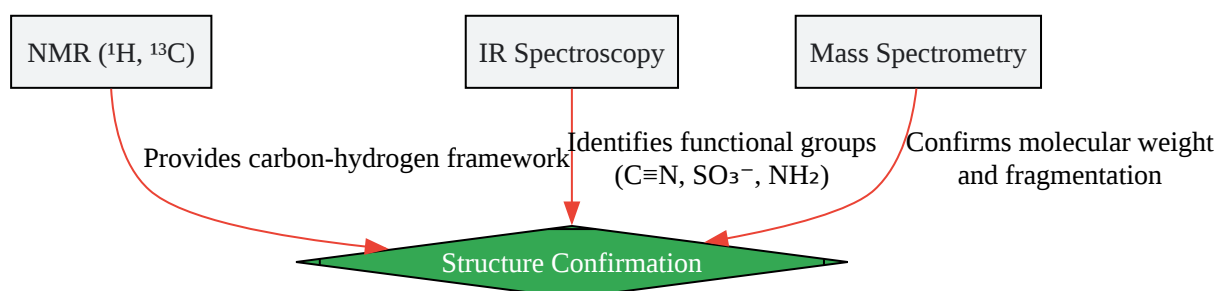 NMR (¹H, ¹³C)
IR Spectroscopy
Mass Spectrometry
Provides carbon-hydrogen framework
Identifies functional groups
(C≡N, SO₃⁻, NH₂)
Confirms molecular weight
and fragmentation
Structure Confirmation